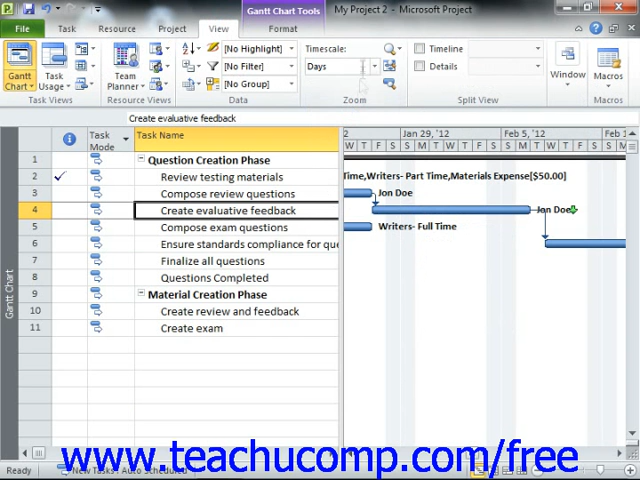 Gantt Chart Tools
My Project 2 - Microsoft Project
File Task Resource Project View Format
Gantt Chart
Task Usage
Task Views
Team Planner
Resource Views
[No Highlight]
[No Filter]
[No Group]
Data
Timescale:
Days
Zoom
Timeline
Details
Split View
Window
Macros
Macros
Create evaluative feedback
Task Mode
Task Name
2 Jan 29, '12 Feb 5, '12 Feb 1
W T F S S M T W T F S S M T W T F S S M
1 Question Creation Phase
2 Review testing materials
Time,Writers- Part Time,Materials Expense[$50.00]
3 Compose review questions
Jon Doe
4 Create evaluative feedback
Jon Doe
5 Compose exam questions
Writers- Full Time
6 Ensure standards compliance for que
7 Finalize all questions
8 Questions Completed
9 Material Creation Phase
10 Create review and feedback
11 Create exam
Gantt Chart
www.teachucomp.com/free
Ready New Tasks : Auto Scheduled